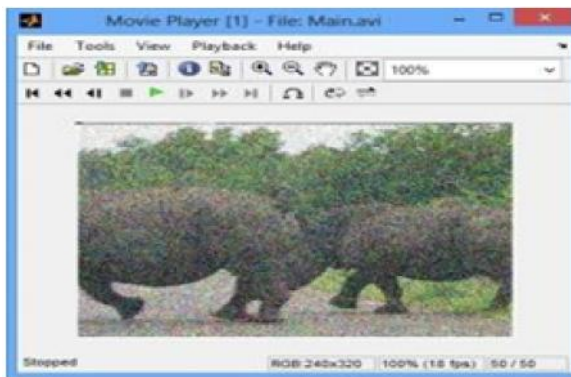 Movie Player [1] - File: Main.avi
File Tools View Playback Help
100%
Stopped RGB:240x320 100% (18 fps) 50 / 50